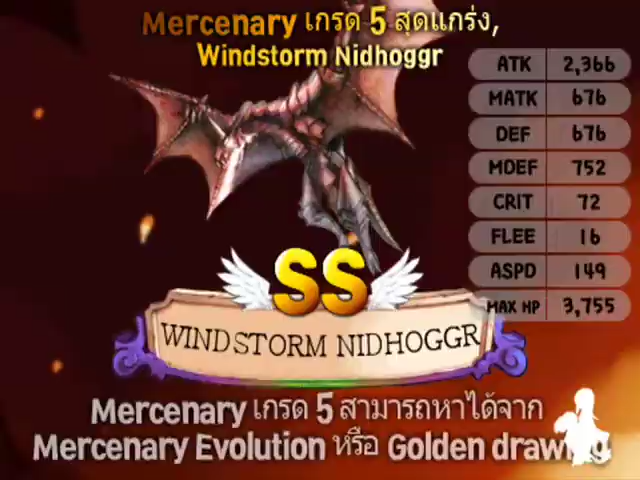 Mercenary เกรด 5 สุดแกร่ง,
Windstorm Nidhoggr
ATK 2,366
MATK 676
DEF 676
MDEF 752
CRIT 72
FLEE 16
ASPD 149
MAX HP 3,755
SS
WINDSTORM NIDHOGGR
Mercenary เกรด 5 สามารถหาได้จาก
Mercenary Evolution หรือ Golden drawing